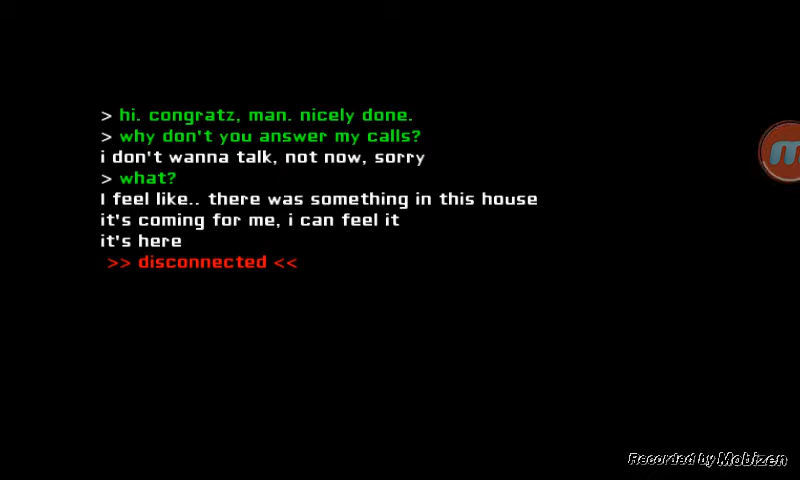 > hi. congratz, man. nicely done.
> why don't you answer my calls?
i don't wanna talk, not now, sorry
> what?
I feel like.. there was something in this house
it's coming for me, i can feel it
it's here
>> disconnected <<
m
Recorded by Mobizen